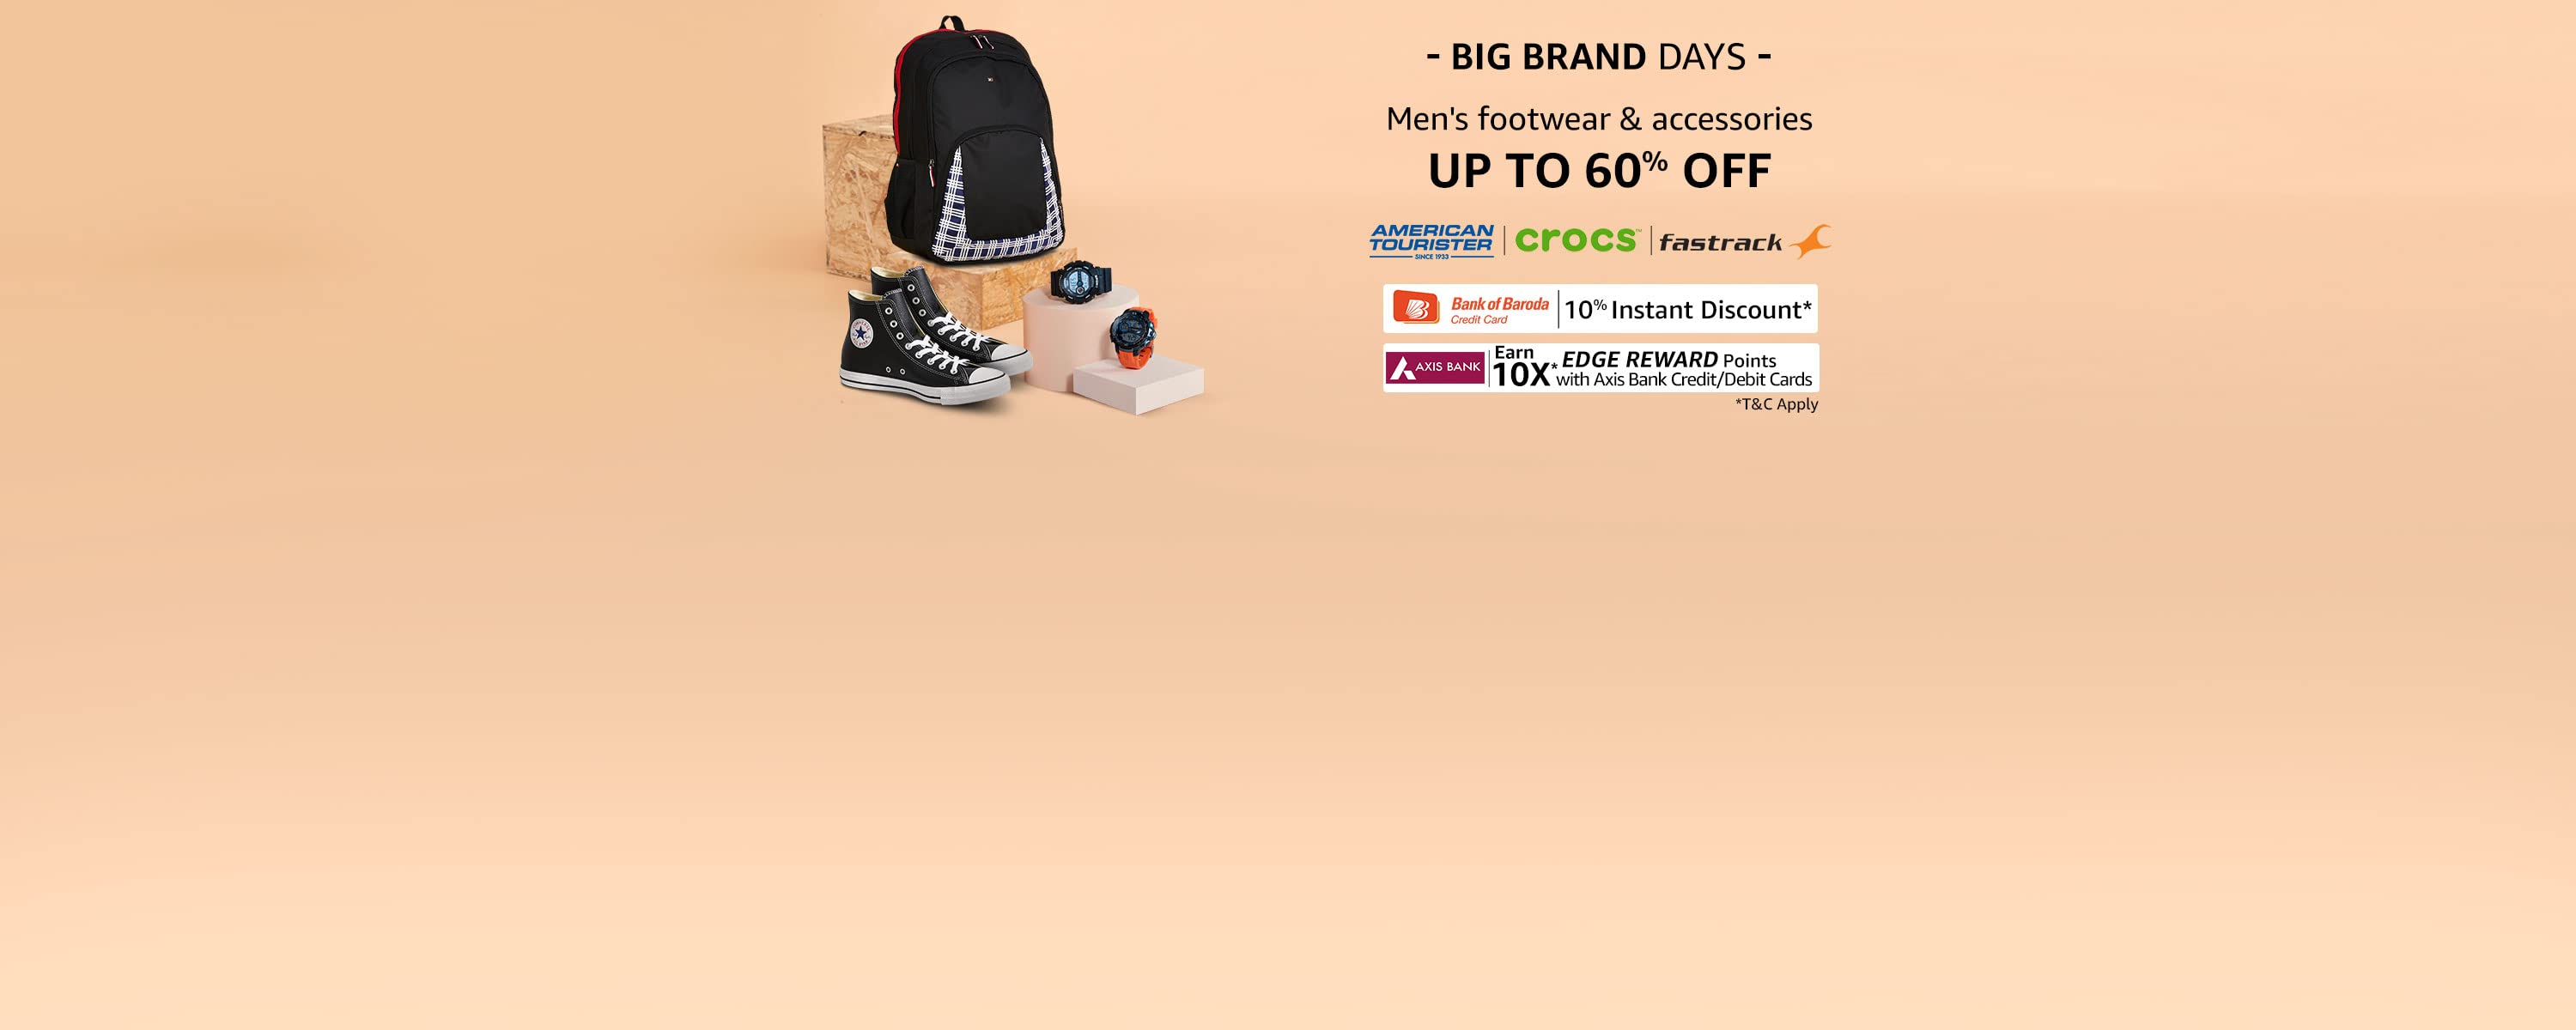 - BIG BRAND DAYS -
Men's footwear & accessories
UP TO 60% OFF
AMERICAN TOURISTER SINCE 1933 | crocs™ | fastrack
Bank of Baroda
Credit Card
10% Instant Discount*
AXIS BANK
Earn
10X* EDGE REWARD Points
with Axis Bank Credit/Debit Cards
*T&C Apply